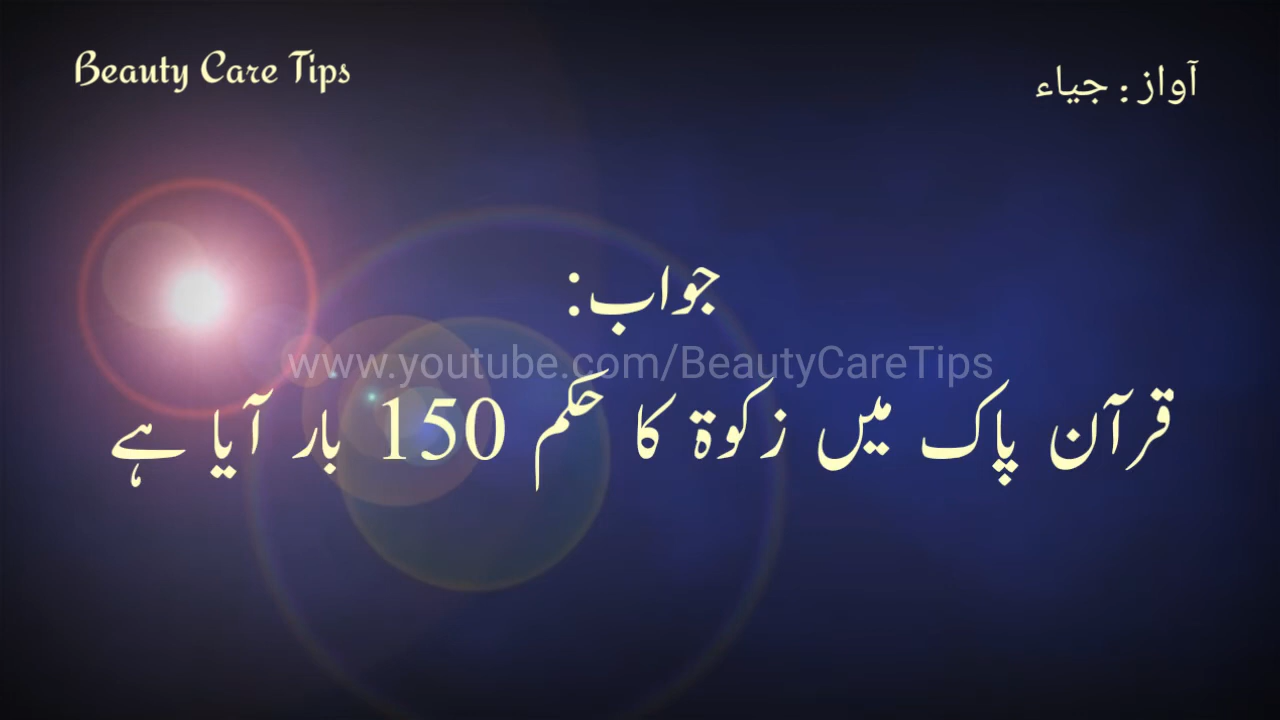 Beauty Care Tips
آواز : جیاء
جواب:
www.youtube.com/BeautyCareTips
قرآن پاک میں زکوۃ کا حکم 150 بار آیا ہے